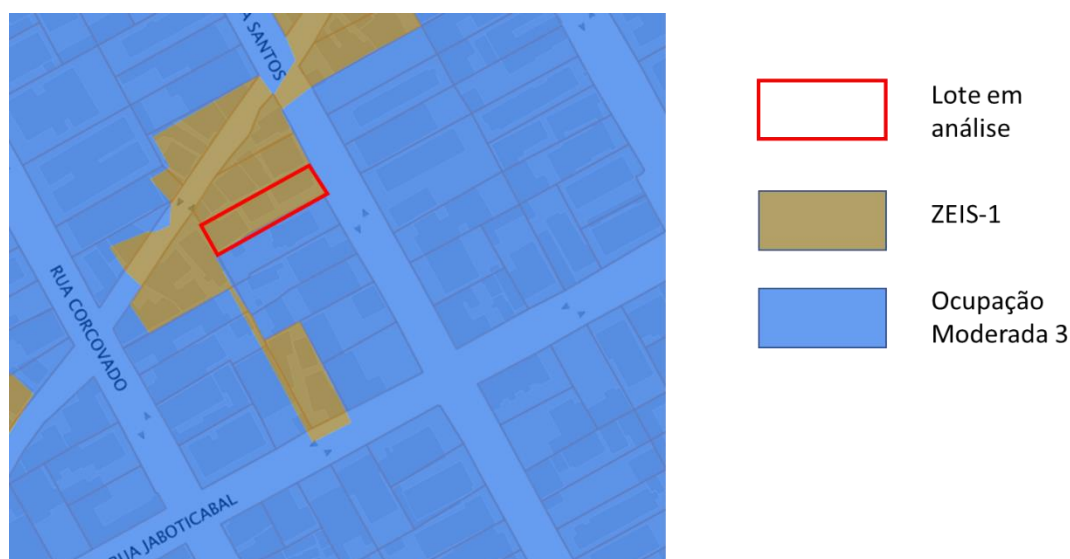 SANTOS
RUA CORCOVADO
RUA JABOTICABAL
Lote em
análise
ZEIS-1
Ocupação
Moderada 3